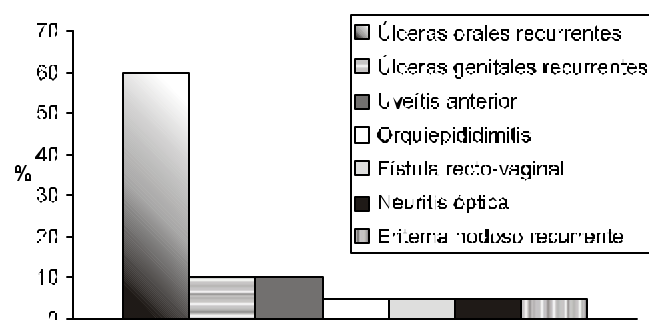 70
60
50
40
%
30
20
10
0
Úlceras orales recurrentes
Úlceras genitales recurrentes
Uveítis anterior
Orquiepididimitis
Fístula recto-vaginal
Neuritis óptica
Eritema nodoso recurrente